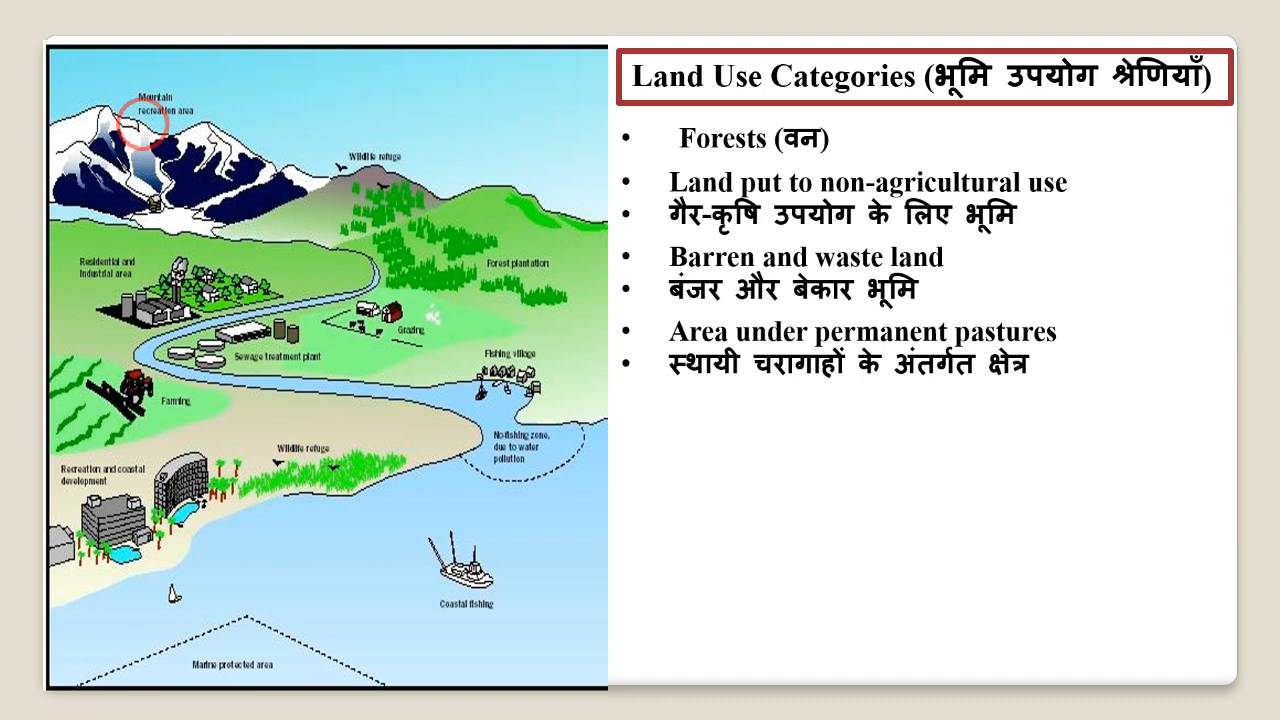 Land Use Categories (भूमि उपयोग श्रेणियाँ)
• Forests (वन)
• Land put to non-agricultural use
• गैर-कृषि उपयोग के लिए भूमि
• Barren and waste land
• बंजर और बेकार भूमि
• Area under permanent pastures
• स्थायी चरागाहों के अंतर्गत क्षेत्र
Mountain
recreation area
Wildlife refuge
Residential and
Industrial area
Forest plantation
Grazing
Sewage treatment plant
Fishing village
Farming
No fishing zone,
due to water
pollution
Wildlife refuge
Recreation and coastal
development
Coastal fishing
Marine protected area